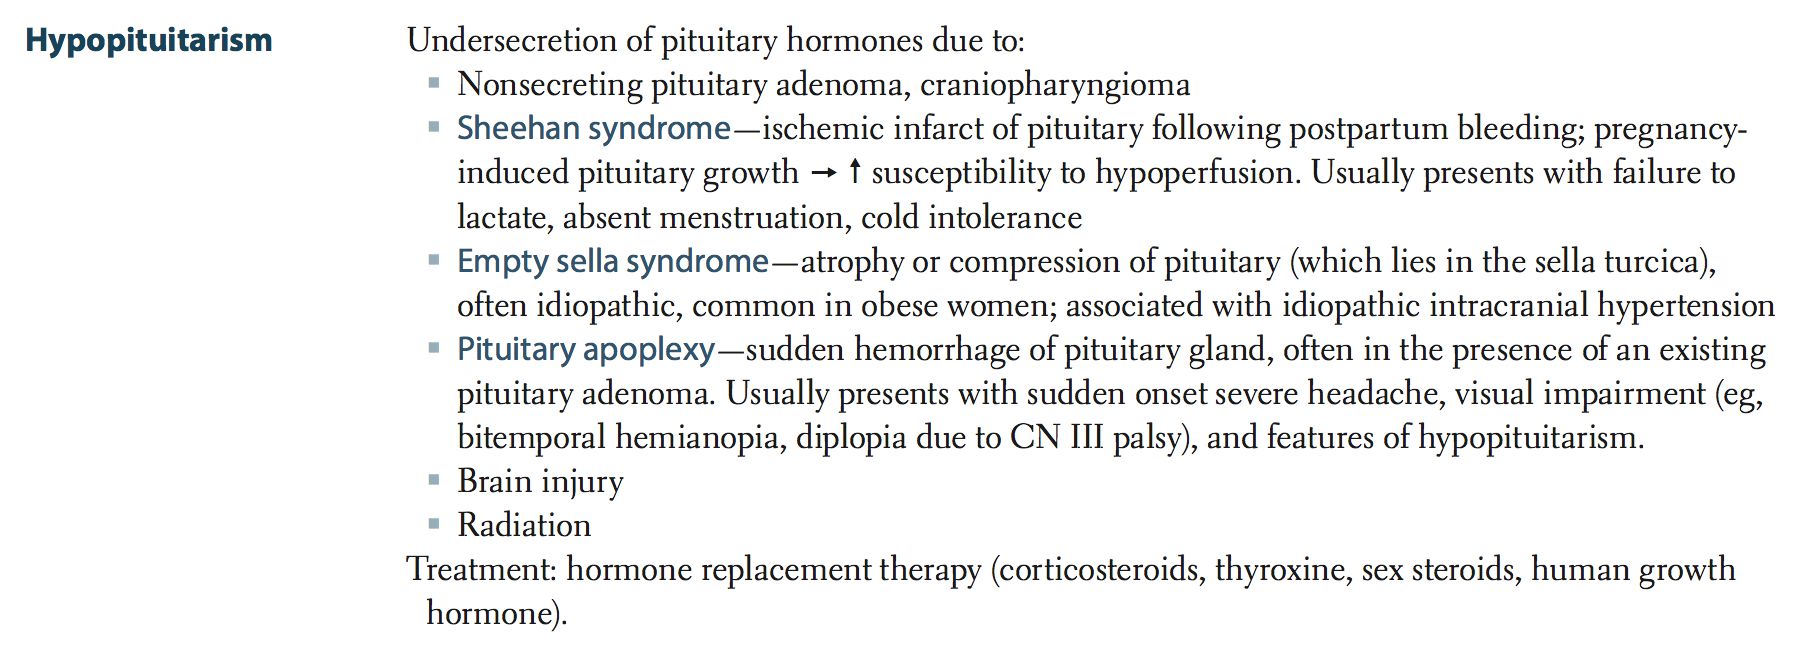 Hypopituitarism
Undersecretion of pituitary hormones due to:
▪ Nonsecreting pituitary adenoma, craniopharyngioma
▪ Sheehan syndrome—ischemic infarct of pituitary following postpartum bleeding; pregnancy-
induced pituitary growth → ↑ susceptibility to hypoperfusion. Usually presents with failure to
lactate, absent menstruation, cold intolerance
▪ Empty sella syndrome—atrophy or compression of pituitary (which lies in the sella turcica),
often idiopathic, common in obese women; associated with idiopathic intracranial hypertension
▪ Pituitary apoplexy—sudden hemorrhage of pituitary gland, often in the presence of an existing
pituitary adenoma. Usually presents with sudden onset severe headache, visual impairment (eg,
bitemporal hemianopia, diplopia due to CN III palsy), and features of hypopituitarism.
▪ Brain injury
▪ Radiation
Treatment: hormone replacement therapy (corticosteroids, thyroxine, sex steroids, human growth
hormone).